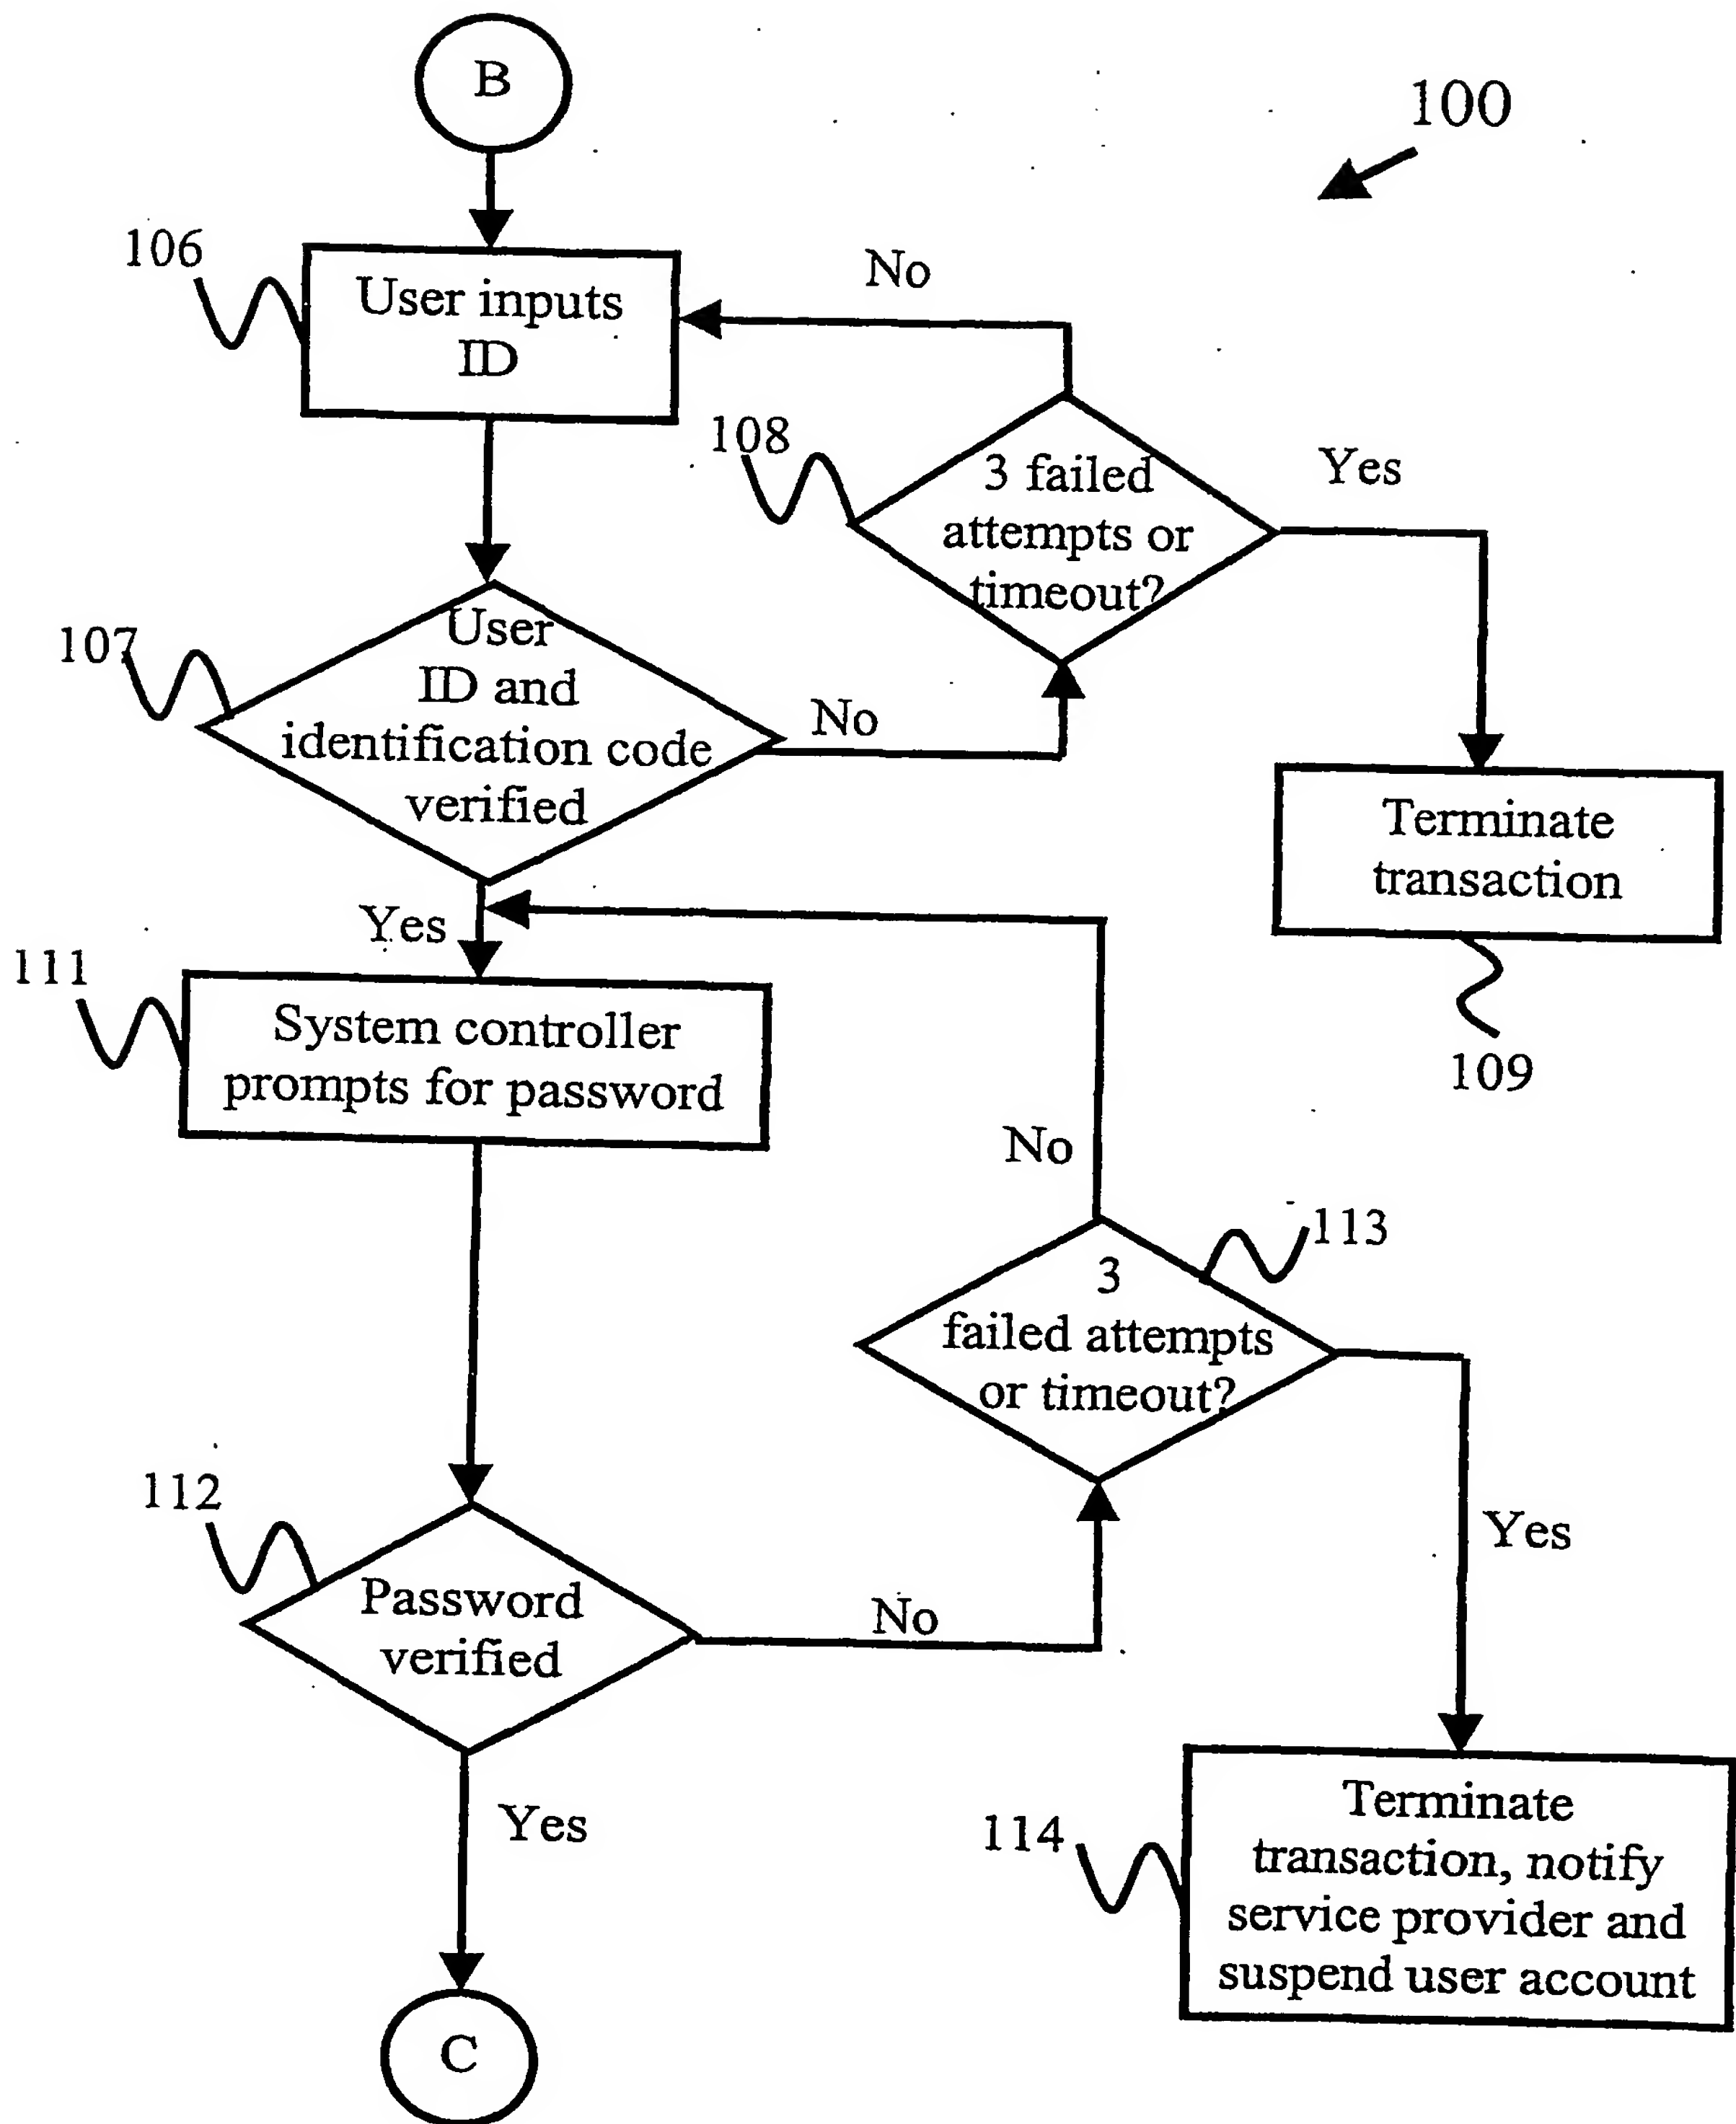 B
100
106
User inputs
ID
No
108
3 failed
attempts or
timeout?
Yes
107
User
ID and
identification code
verified
No
Terminate
transaction
109
Yes
111
System controller
prompts for password
No
113
3
failed attempts
or timeout?
112
Password
verified
No
Yes
Yes
114
Terminate
transaction, notify
service provider and
suspend user account
C